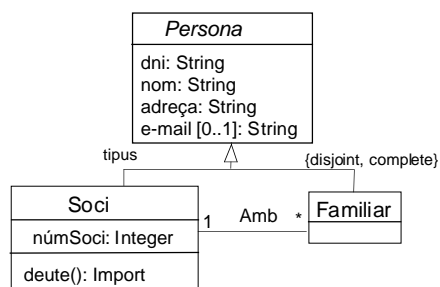 Persona
dni: String
nom: String
adreça: String
e-mail [0..1]: String
tipus
{disjoint, complete}
Soci
númSoci: Integer
deute(): Import
1
Amb
*
Familiar